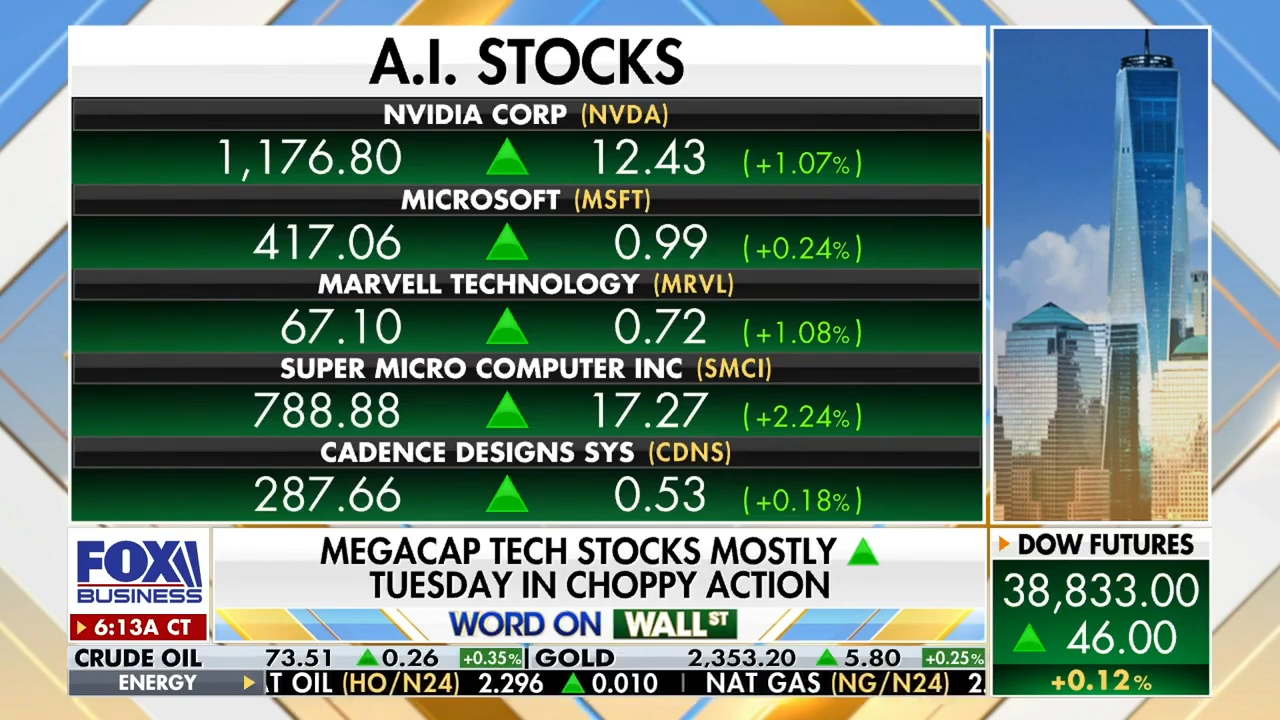 A.I. STOCKS
NVIDIA CORP (NVDA)
1,176.80 ▲ 12.43 (+1.07%)
MICROSOFT (MSFT)
417.06 ▲ 0.99 (+0.24%)
MARVELL TECHNOLOGY (MRVL)
67.10 ▲ 0.72 (+1.08%)
SUPER MICRO COMPUTER INC (SMCI)
788.88 ▲ 17.27 (+2.24%)
CADENCE DESIGNS SYS (CDNS)
287.66 ▲ 0.53 (+0.18%)
FOX
BUSINESS
6:13A CT
MEGACAP TECH STOCKS MOSTLY ▲
TUESDAY IN CHOPPY ACTION
WORD ON WALL ST
DOW FUTURES
38,833.00
▲ 46.00
+0.12%
CRUDE OIL 73.51 ▲ 0.26 +0.35% GOLD 2,353.20 ▲ 5.80 +0.25%
ENERGY T OIL (HO/N24) 2.296 ▲ 0.010 | NAT GAS (NG/N24) 2.